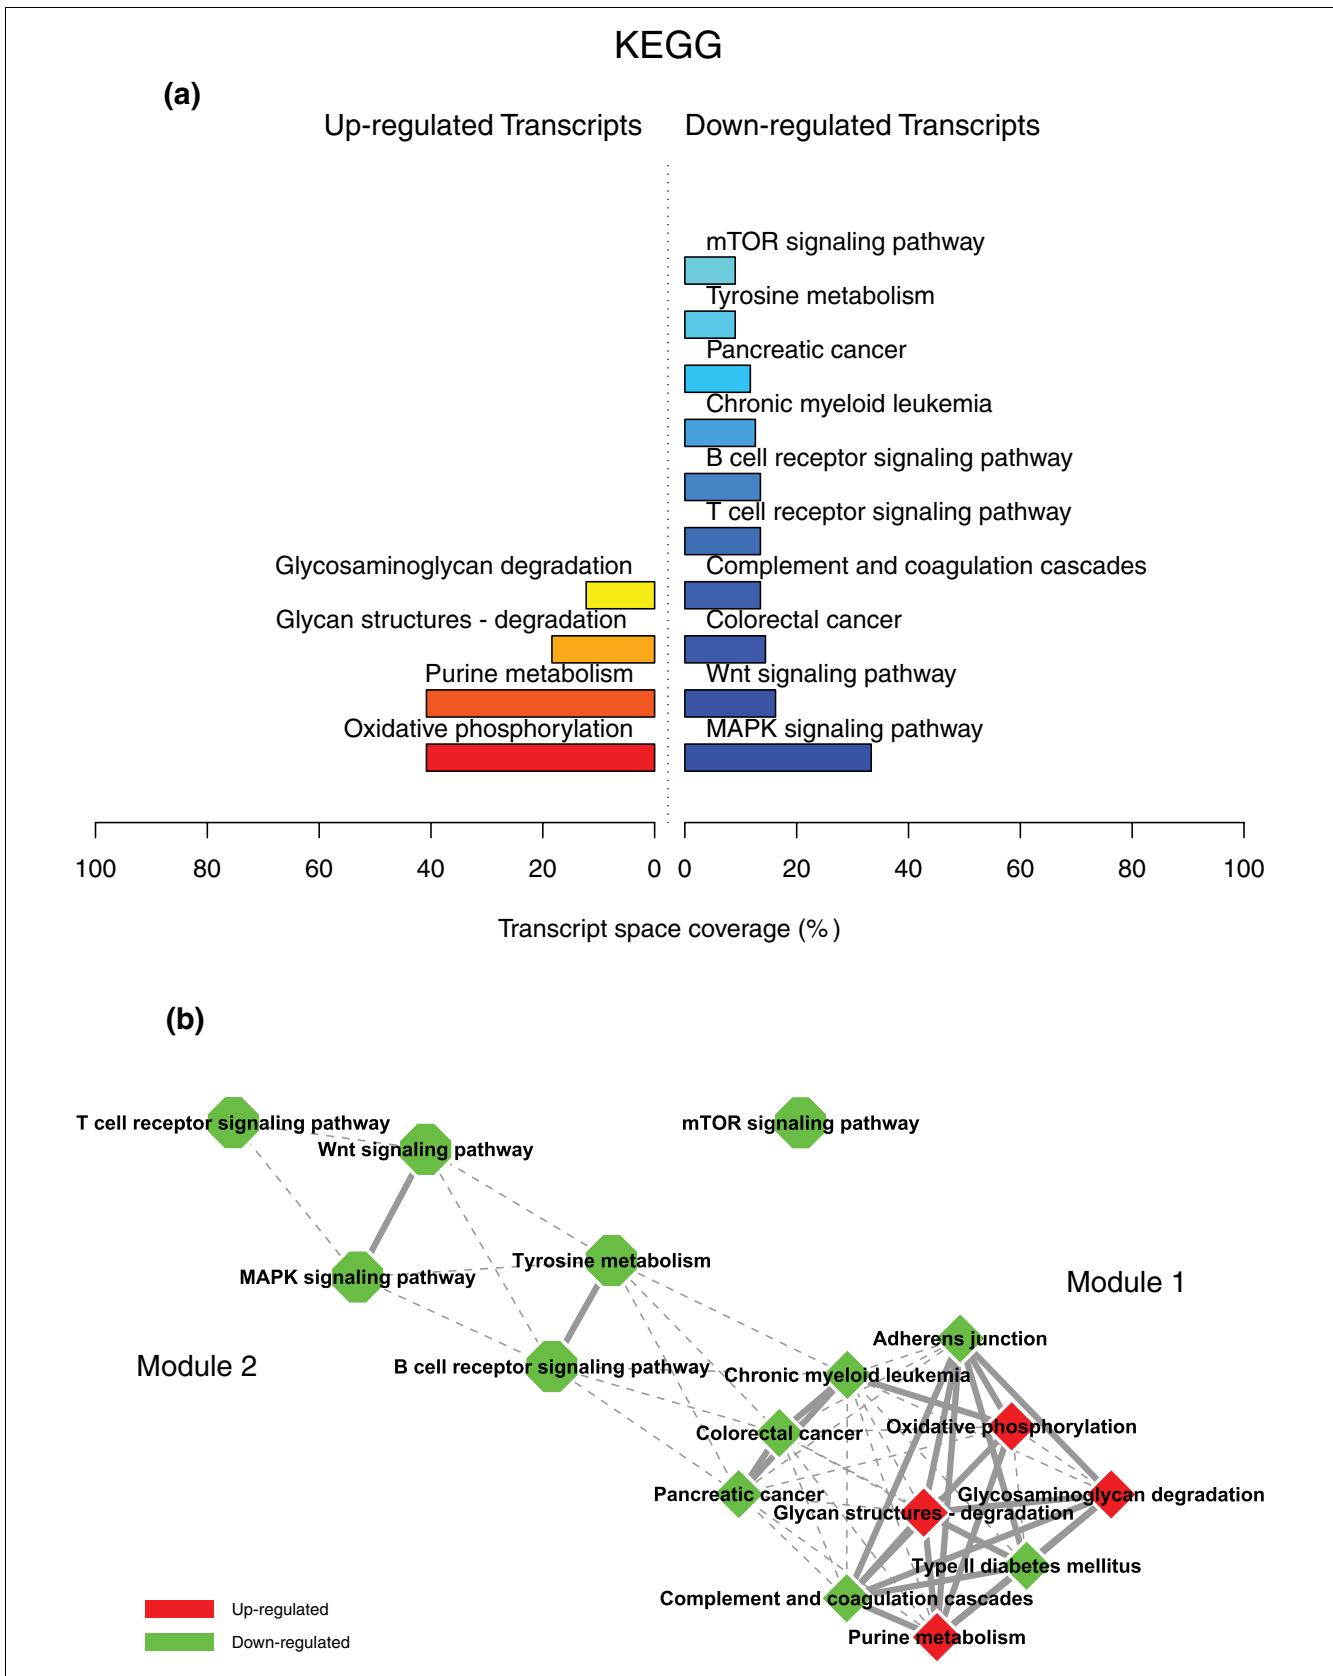 KEGG
(a)
Up-regulated Transcripts
Down-regulated Transcripts
mTOR signaling pathway
Tyrosine metabolism
Pancreatic cancer
Chronic myeloid leukemia
B cell receptor signaling pathway
T cell receptor signaling pathway
Glycosaminoglycan degradation
Complement and coagulation cascades
Glycan structures - degradation
Colorectal cancer
Purine metabolism
Wnt signaling pathway
Oxidative phosphorylation
MAPK signaling pathway
100 80 60 40 20 0 0 20 40 60 80 100
Transcript space coverage (% )
(b)
T cell receptor signaling pathway
mTOR signaling pathway
Wnt signaling pathway
Tyrosine metabolism
MAPK signaling pathway
Module 1
Adherens junction
Module 2
B cell receptor signaling pathway
Chronic myeloid leukemia
Oxidative phosphorylation
Colorectal cancer
Pancreatic cancer
Glycosaminoglycan degradation
Glycan structures - degradation
Type II diabetes mellitus
Complement and coagulation cascades
Up-regulated
Purine metabolism
Down-regulated